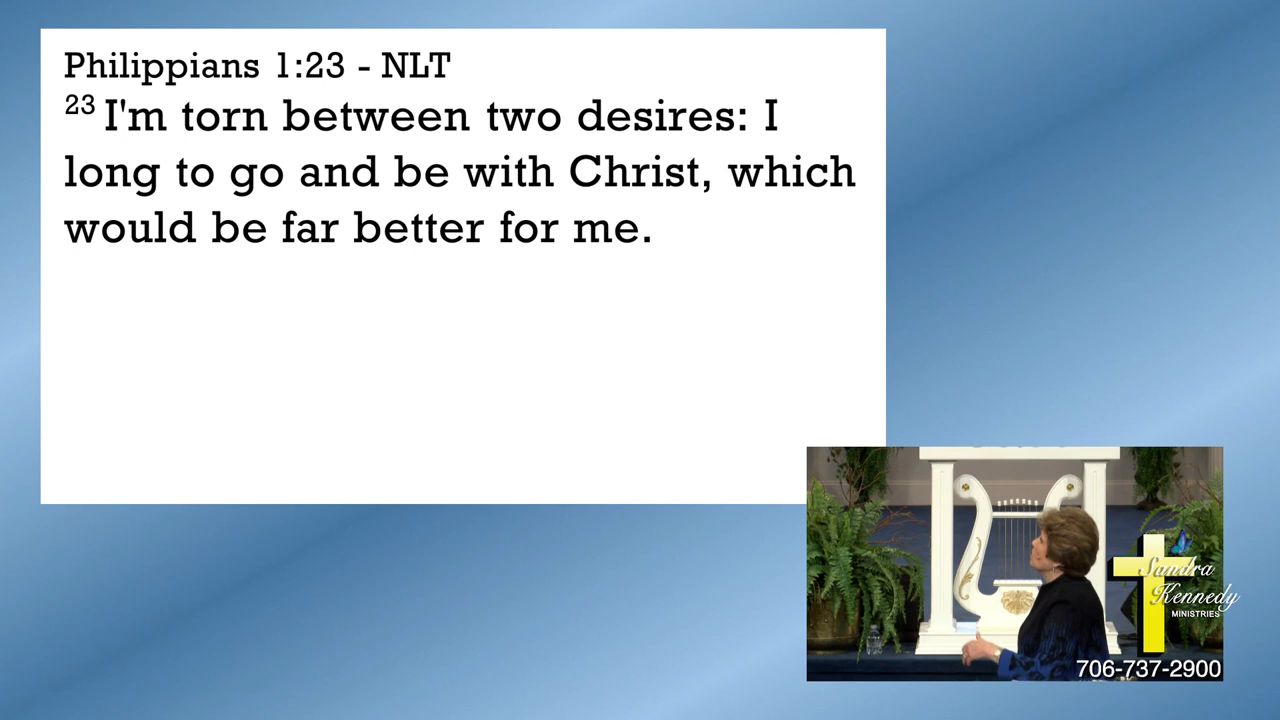 Philippians 1:23 - NLT
23 I'm torn between two desires: I
long to go and be with Christ, which
would be far better for me.
Sandra
Kennedy
MINISTRIES
706-737-2900